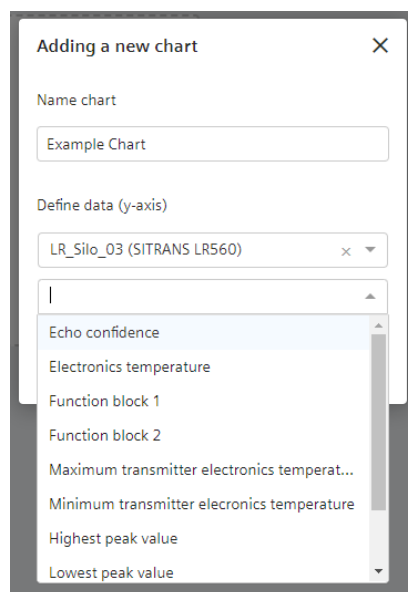 Adding a new chart
Name chart
Example Chart
Define data (y-axis)
LR_Silo_03 (SITRANS LR560)
Echo confidence
Electronics temperature
Function block 1
Function block 2
Maximum transmitter electronics temperat...
Minimum transmitter elecronics temperature
Highest peak value
Lowest peak value